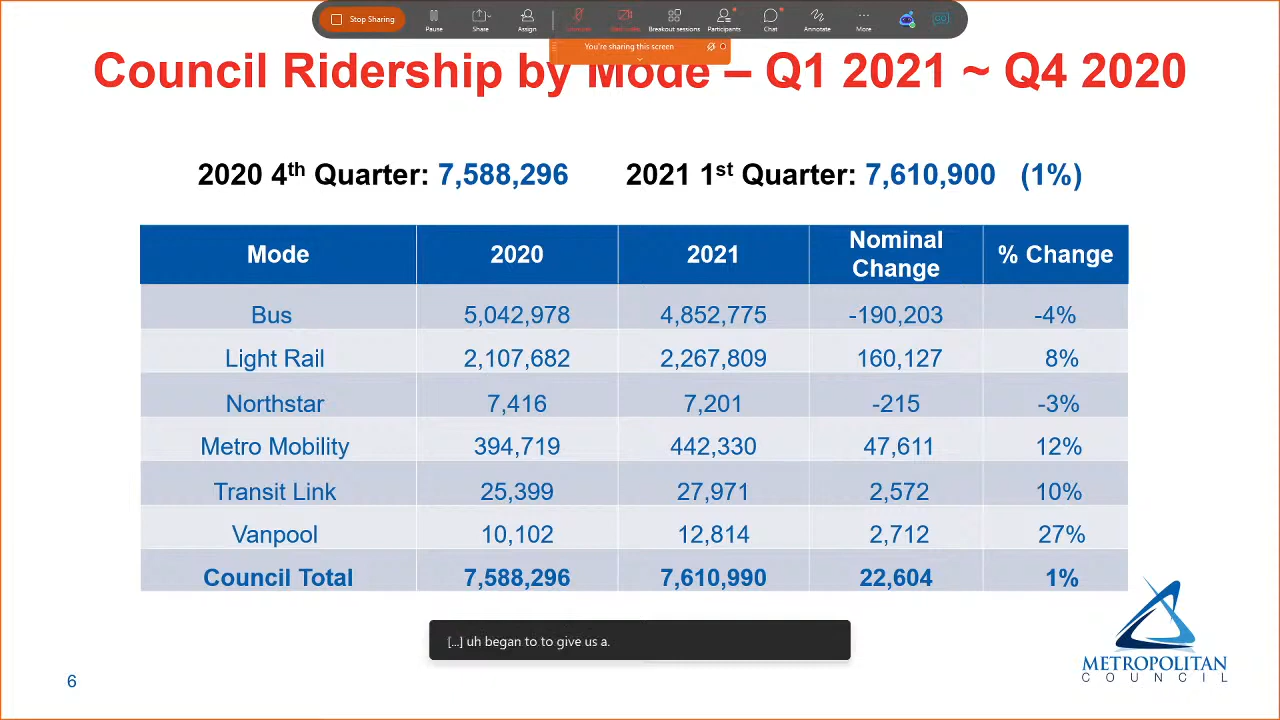 Stop Sharing
Pause
Share
Assign
Breakout sessions
Participants
Chat
Annotate
More
You're sharing this screen
Council Ridership by Mode – Q1 2021 ~ Q4 2020
2020 4th Quarter: 7,588,296 2021 1st Quarter: 7,610,900 (1%)
Mode 2020 2021 Nominal Change % Change
Bus 5,042,978 4,852,775 -190,203 -4%
Light Rail 2,107,682 2,267,809 160,127 8%
Northstar 7,416 7,201 -215 -3%
Metro Mobility 394,719 442,330 47,611 12%
Transit Link 25,399 27,971 2,572 10%
Vanpool 10,102 12,814 2,712 27%
Council Total 7,588,296 7,610,990 22,604 1%
[...] uh began to to give us a.
METROPOLITAN
COUNCIL
6